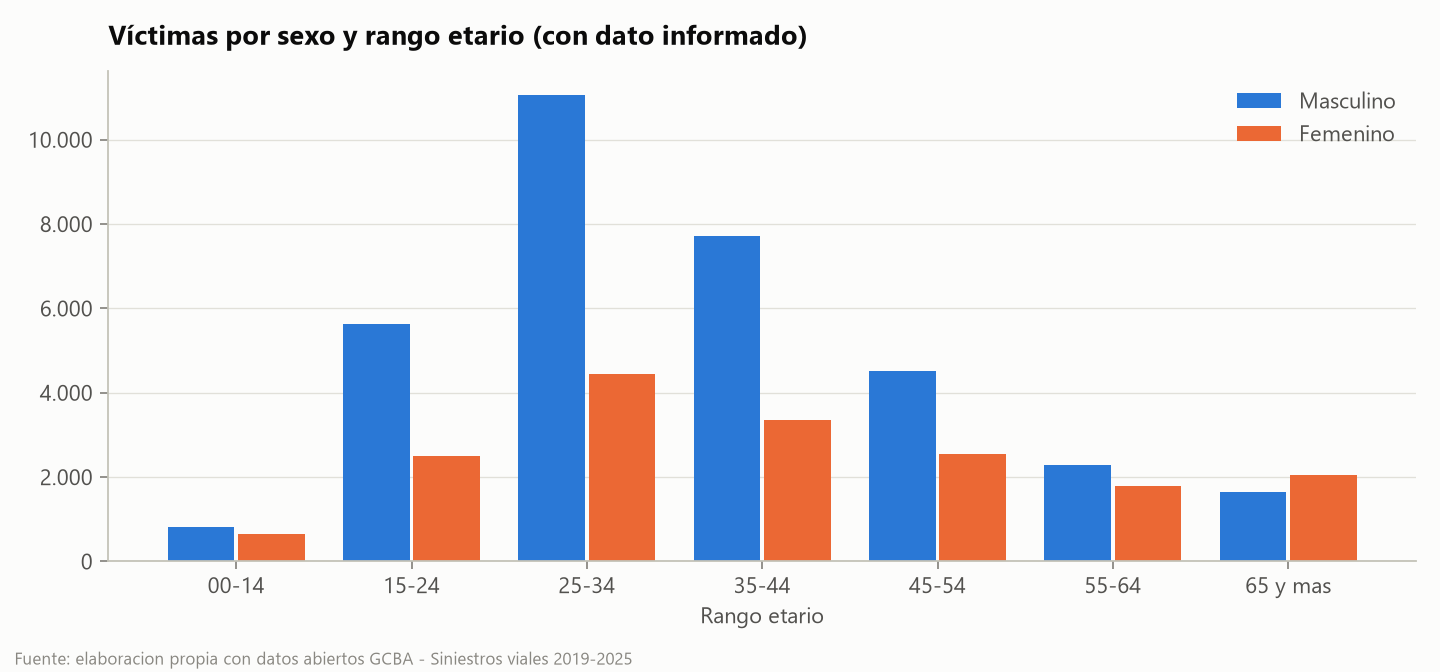 Víctimas por sexo y rango etario (con dato informado)
Masculino
Femenino
10.000
8.000
6.000
4.000
2.000
0
00-14 15-24 25-34 35-44 45-54 55-64 65 y mas
Rango etario
Fuente: elaboracion propia con datos abiertos GCBA - Siniestros viales 2019-2025